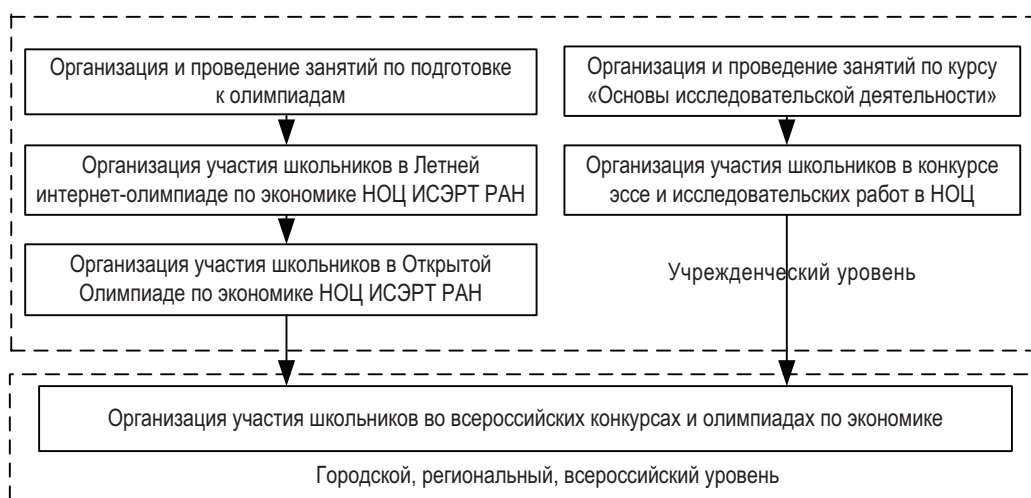 Организация и проведение занятий по подготовке
к олимпиадам
Организация участия школьников в Летней
интернет-олимпиаде по экономике НОЦ ИСЭРТ РАН
Организация участия школьников в Открытой
Олимпиаде по экономике НОЦ ИСЭРТ РАН
Организация и проведение занятий по курсу
«Основы исследовательской деятельности»
Организация участия школьников в конкурсе
эссе и исследовательских работ в НОЦ
Учрежденческий уровень
Организация участия школьников во всероссийских конкурсах и олимпиадах по экономике
Городской, региональный, всероссийский уровень